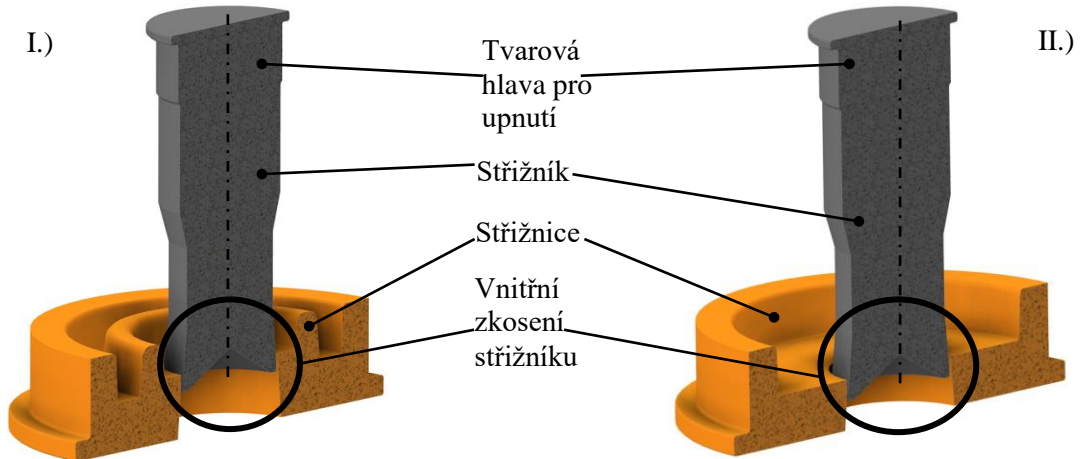 I.)
II.)
Tvarová
hlava pro
upnutí
Střižník
Střižnice
Vnitřní
zkosení
střižníku